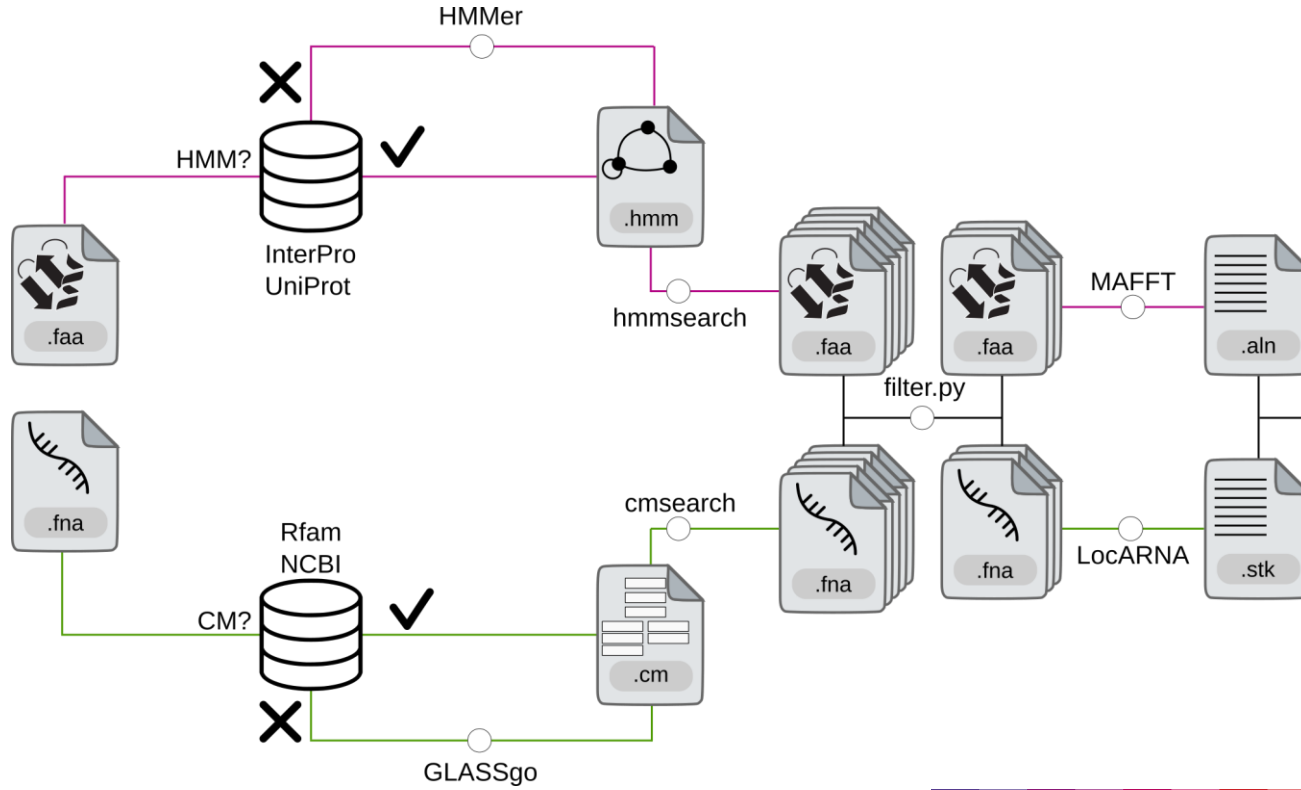 HMMer
HMM?
InterPro
UniProt
.hmm
.faa
hmmsearch
.faa
.faa
MAFFT
.aln
filter.py
.fna
Rfam
NCBI
CM?
cmsearch
.cm
.fna
.fna
LocARNA
.stk
GLASSgo